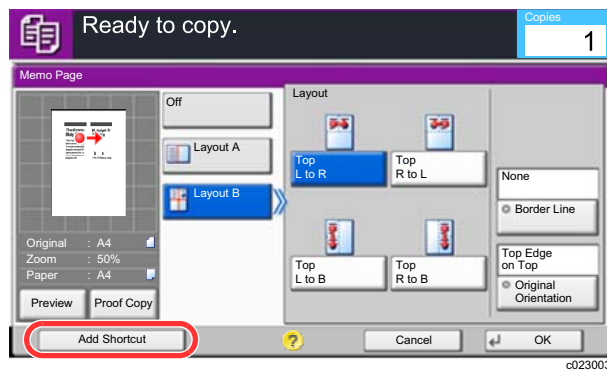 Ready to copy.
Copies
1
Memo Page
Off
Layout A
Layout B
Layout
Top
L to R
Top
R to L
Top
L to B
Top
R to B
None
Border Line
Top Edge
on Top
Original
Orientation
Original : A4
Zoom : 50%
Paper : A4
Preview
Proof Copy
Add Shortcut
?
Cancel
OK